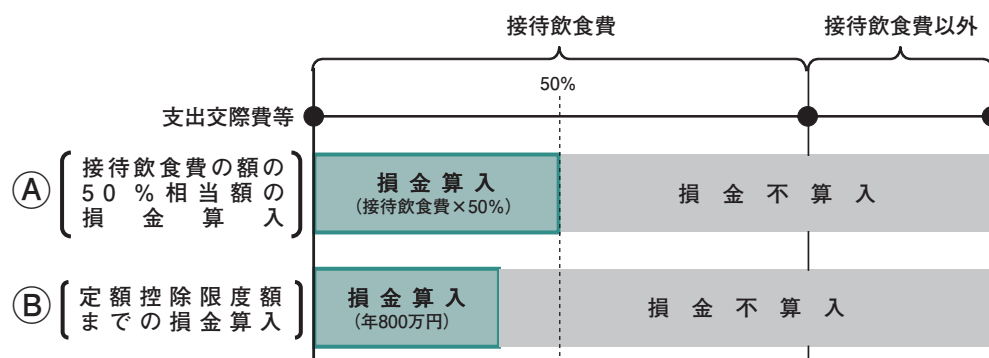 接待飲食費
接待飲食費以外
50%
支出交際費等
Ⓐ
接待飲食費の額の
50%相当額の
損金算入
損金算入
(接待飲食費×50%)
損金不算入
Ⓑ
定額控除限度額
までの損金算入
損金算入
(年800万円)
損金不算入